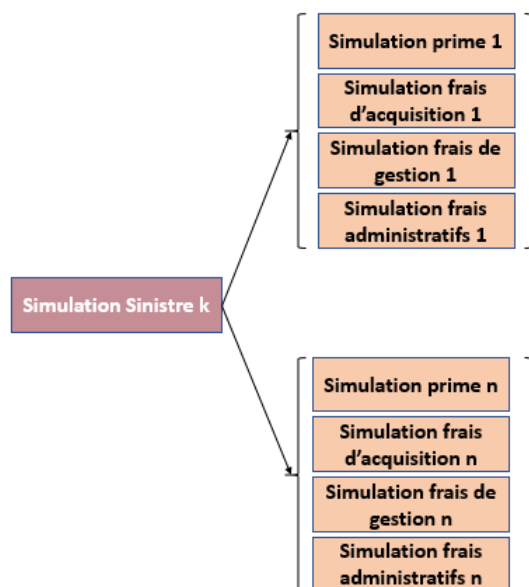 Simulation prime 1
Simulation frais
d'acquisition 1
Simulation frais de
gestion 1
Simulation frais
administratifs 1
Simulation Sinistre k
Simulation prime n
Simulation frais
d'acquisition n
Simulation frais de
gestion n
Simulation frais
administratifs n